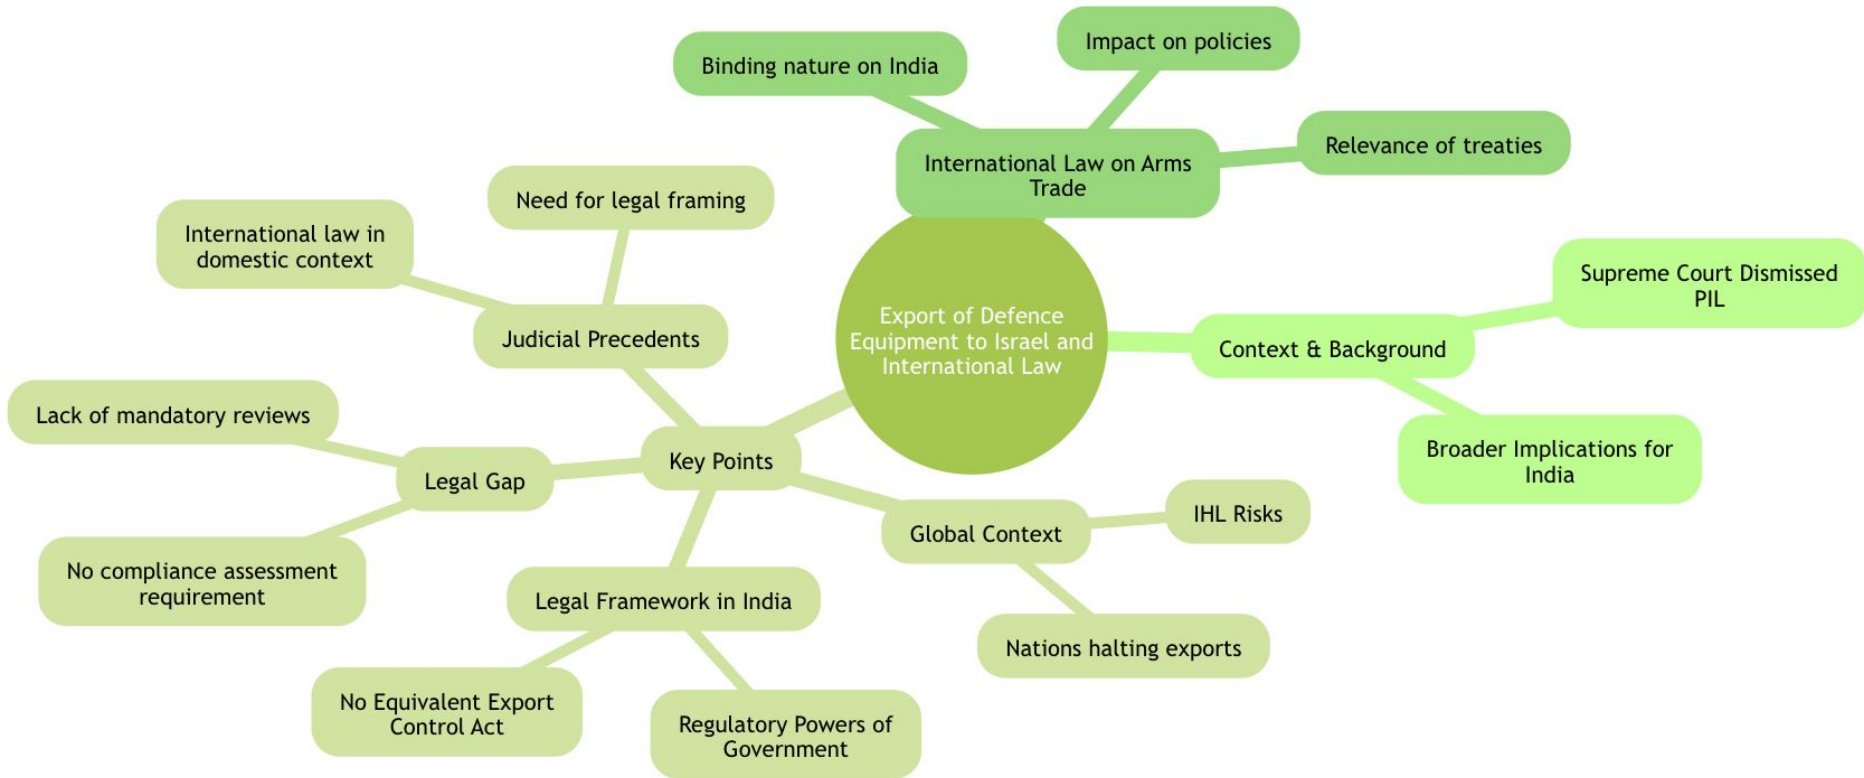 Impact on policies
Binding nature on India
Relevance of treaties
International Law on Arms
Trade
Need for legal framing
International law in
domestic context
Judicial Precedents
Export of Defence
Equipment to Israel and
International Law
Supreme Court Dismissed
PIL
Context & Background
Broader Implications for
India
Lack of mandatory reviews
Legal Gap
Key Points
No compliance assessment
requirement
Global Context
IHL Risks
Nations halting exports
Legal Framework in India
No Equivalent Export
Control Act
Regulatory Powers of
Government